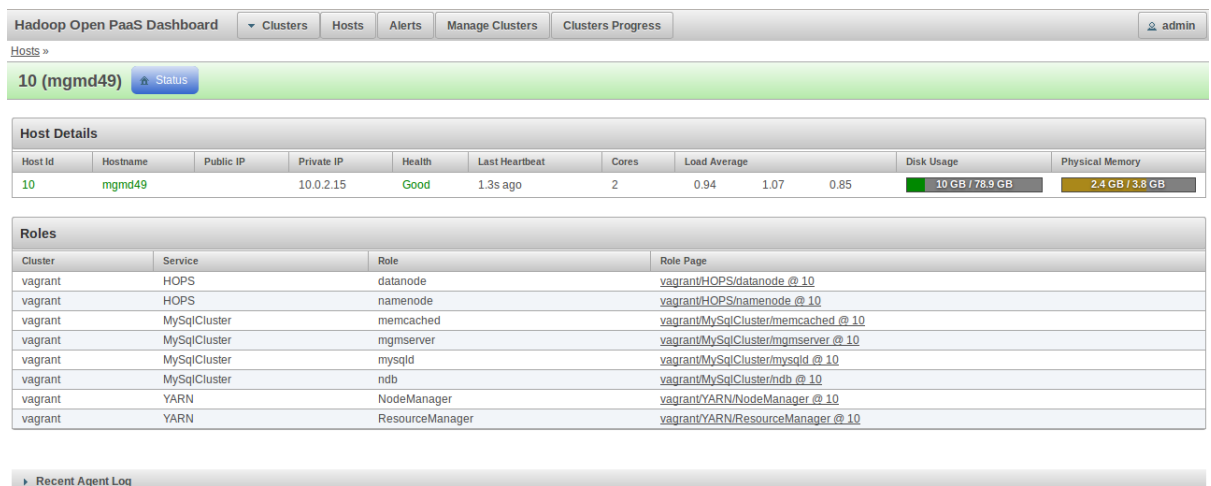 Hadoop Open PaaS Dashboard Clusters Hosts Alerts Manage Clusters Clusters Progress admin
Hosts »
10 (mgmd49) Status
Host Details
Host Id Hostname Public IP Private IP Health Last Heartbeat Cores Load Average Disk Usage Physical Memory
10 mgmd49 10.0.2.15 Good 1.3s ago 2 0.94 1.07 0.85 10 GB / 78.9 GB 2.4 GB / 3.8 GB
Roles
Cluster Service Role Role Page
vagrant HOPS datanode vagrant/HOPS/datanode @ 10
vagrant HOPS namenode vagrant/HOPS/namenode @ 10
vagrant MySqlCluster memcached vagrant/MySqlCluster/memcached @ 10
vagrant MySqlCluster mgmserver vagrant/MySqlCluster/mgmserver @ 10
vagrant MySqlCluster mysqld vagrant/MySqlCluster/mysqld @ 10
vagrant MySqlCluster ndb vagrant/MySqlCluster/ndb @ 10
vagrant YARN NodeManager vagrant/YARN/NodeManager @ 10
vagrant YARN ResourceManager vagrant/YARN/ResourceManager @ 10
Recent Agent Log